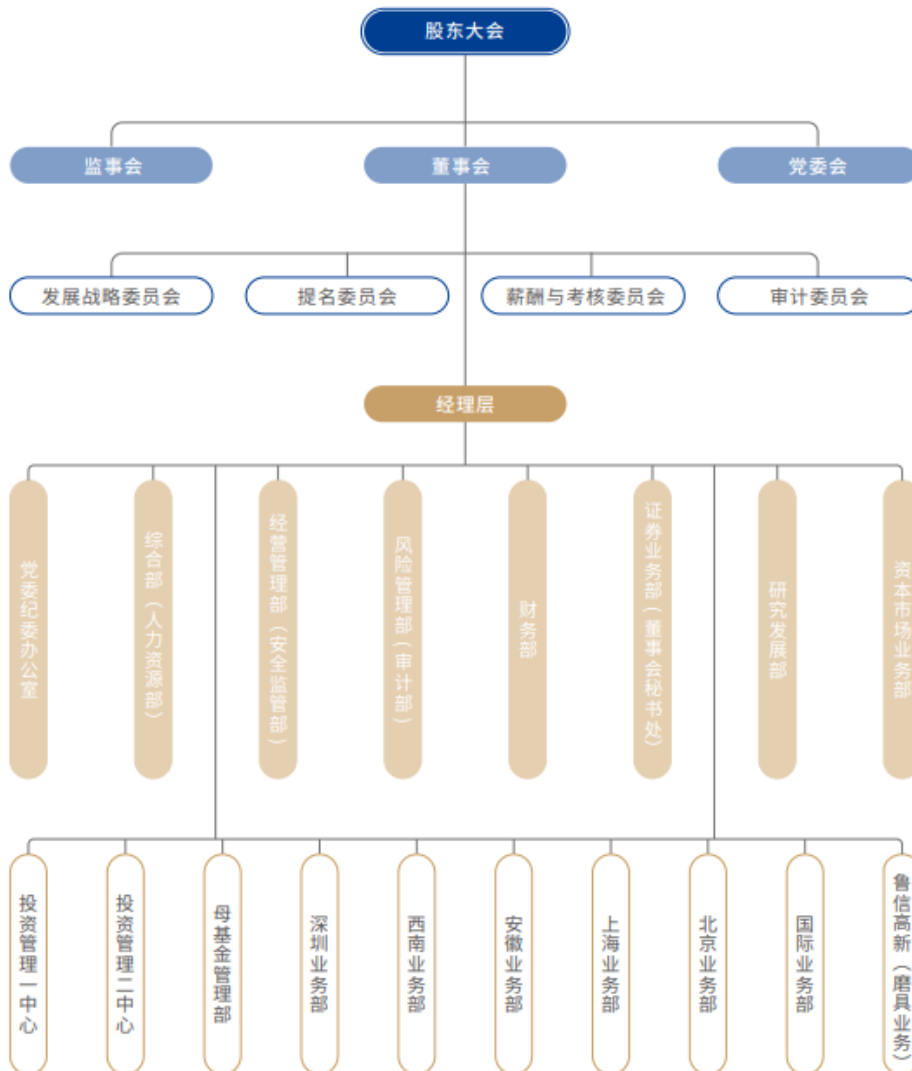 股东大会
监事会
董事会
党委会
发展战略委员会
提名委员会
薪酬与考核委员会
审计委员会
经理层
党委纪委办公室
综合部（人力资源部）
经营管理部（安全监管部）
风险管理部（审计部）
财务部
证券业务部（董事会秘书处）
研究发展部
资本市场业务部
投资管理一中心
投资管理二中心
母基金管理部
深圳业务部
西南业务部
安徽业务部
上海业务部
北京业务部
国际业务部
鲁信高新（磨具业务）